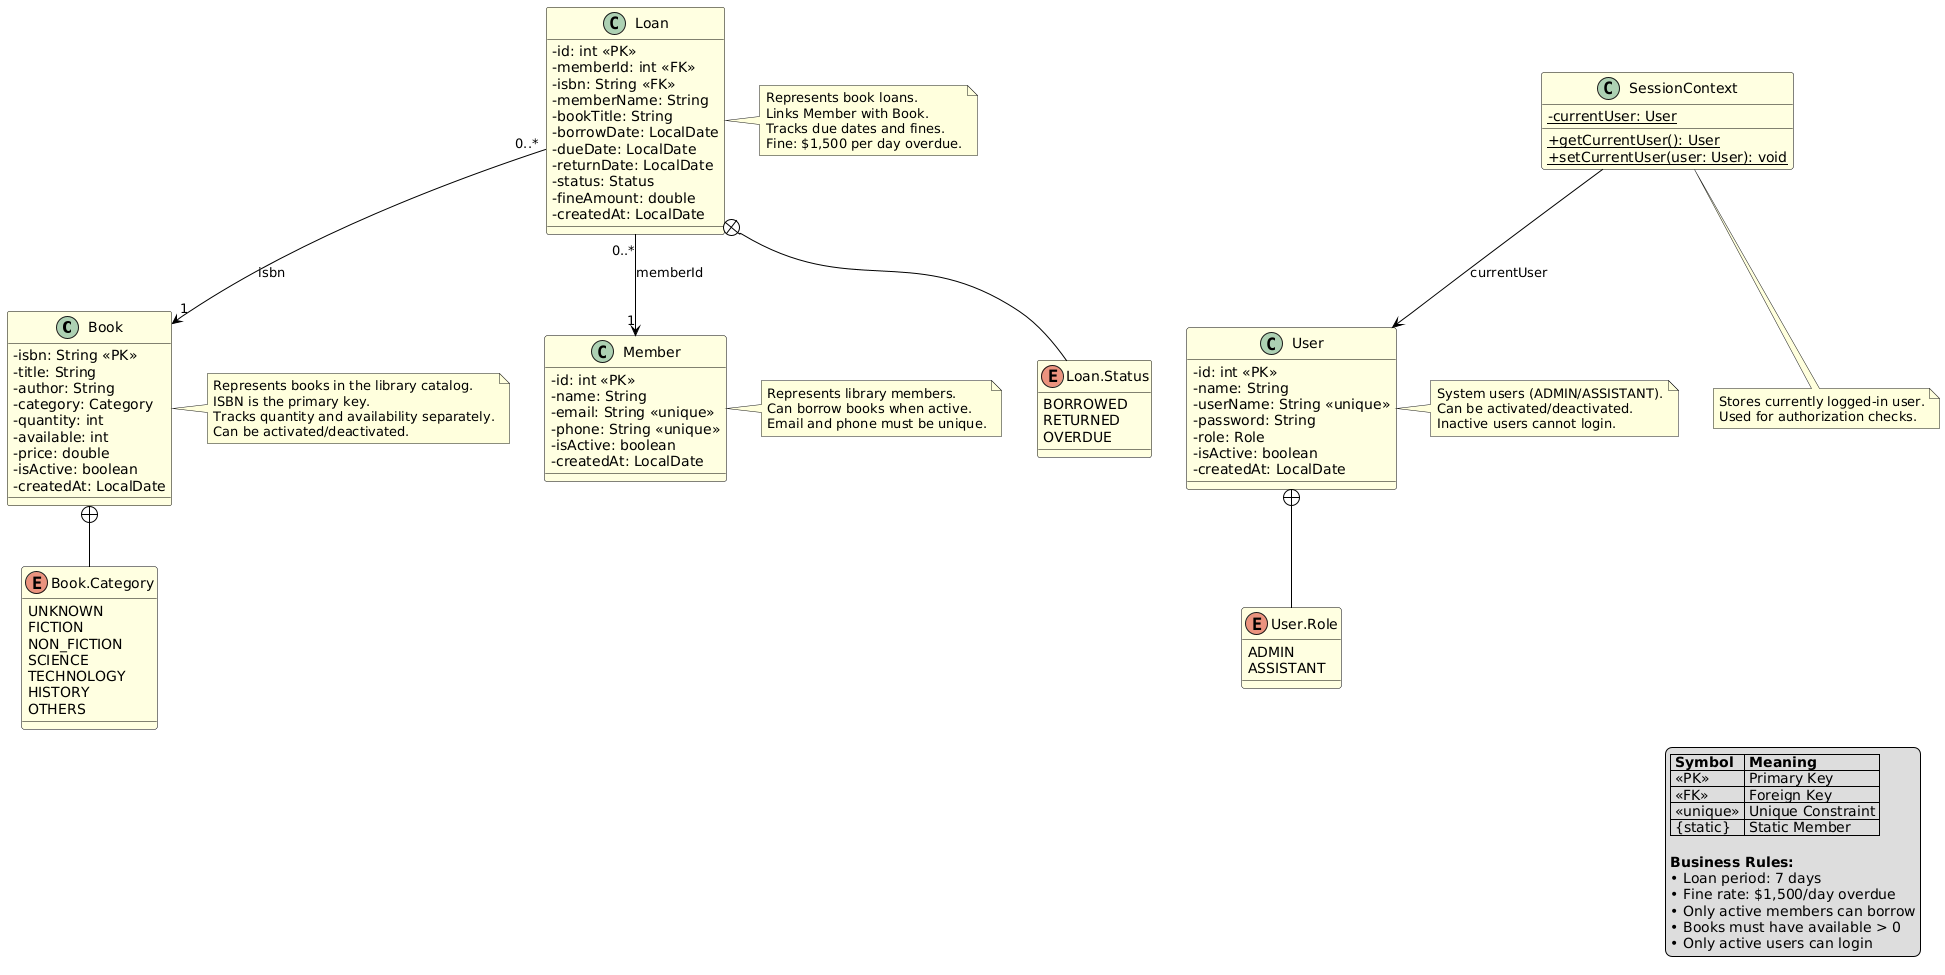 Loan
-id: int «PK»
-memberId: int «FK»
-isbn: String «FK»
-memberName: String
-bookTitle: String
-borrowDate: LocalDate
-dueDate: LocalDate
-returnDate: LocalDate
-status: Status
-fineAmount: double
-createdAt: LocalDate
Represents book loans.
Links Member with Book.
Tracks due dates and fines.
Fine: $1,500 per day overdue.
SessionContext
-currentUser: User
+getCurrentUser(): User
+setCurrentUser(user: User): void
0..*
0..*
isbn
memberId
currentUser
1
1
Book
-isbn: String «PK»
-title: String
-author: String
-category: Category
-quantity: int
-available: int
-price: double
-isActive: boolean
-createdAt: LocalDate
Represents books in the library catalog.
ISBN is the primary key.
Tracks quantity and availability separately.
Can be activated/deactivated.
Member
-id: int «PK»
-name: String
-email: String «unique»
-phone: String «unique»
-isActive: boolean
-createdAt: LocalDate
Represents library members.
Can borrow books when active.
Email and phone must be unique.
Loan.Status
BORROWED
RETURNED
OVERDUE
User
-id: int «PK»
-name: String
-userName: String «unique»
-password: String
-role: Role
-isActive: boolean
-createdAt: LocalDate
System users (ADMIN/ASSISTANT).
Can be activated/deactivated.
Inactive users cannot login.
Stores currently logged-in user.
Used for authorization checks.
Book.Category
UNKNOWN
FICTION
NON_FICTION
SCIENCE
TECHNOLOGY
HISTORY
OTHERS
User.Role
ADMIN
ASSISTANT
Symbol Meaning
«PK» Primary Key
«FK» Foreign Key
«unique» Unique Constraint
{static} Static Member
Business Rules:
• Loan period: 7 days
• Fine rate: $1,500/day overdue
• Only active members can borrow
• Books must have available > 0
• Only active users can login